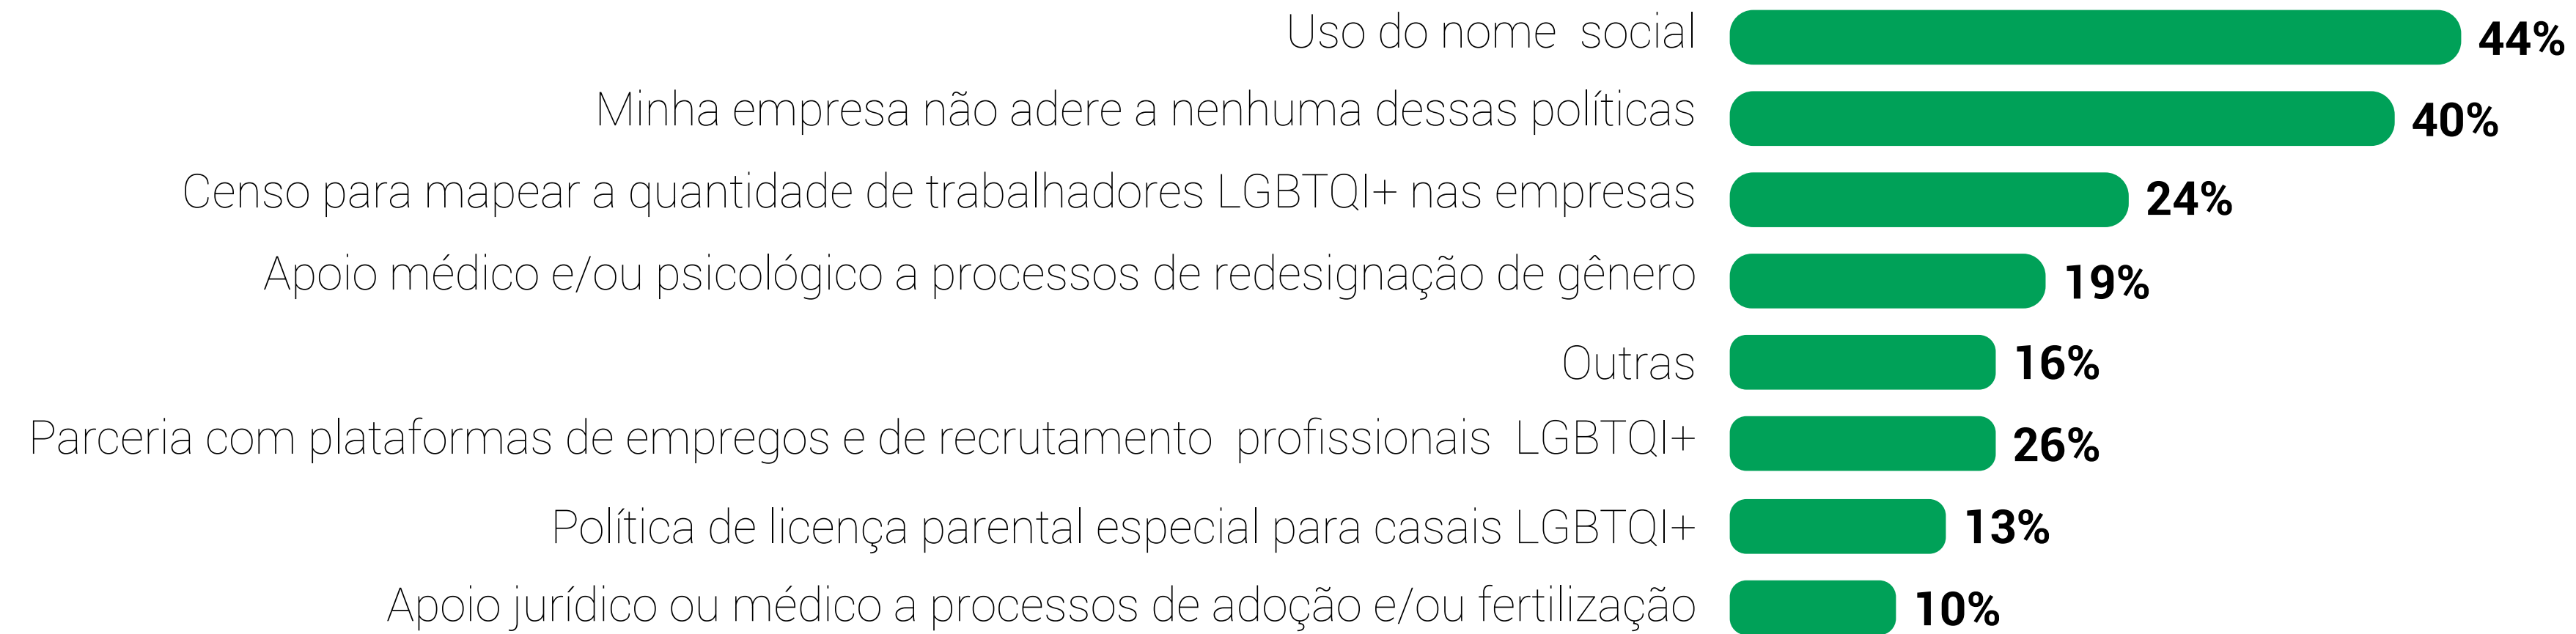 Uso do nome social 44%
Minha empresa não adere a nenhuma dessas políticas 40%
Censo para mapear a quantidade de trabalhadores LGBTQI+ nas empresas 24%
Apoio médico e/ou psicológico a processos de redesignação de gênero 19%
Outras 16%
Parceria com plataformas de empregos e de recrutamento profissionais LGBTQI+ 26%
Política de licença parental especial para casais LGBTQI+ 13%
Apoio jurídico ou médico a processos de adoção e/ou fertilização 10%